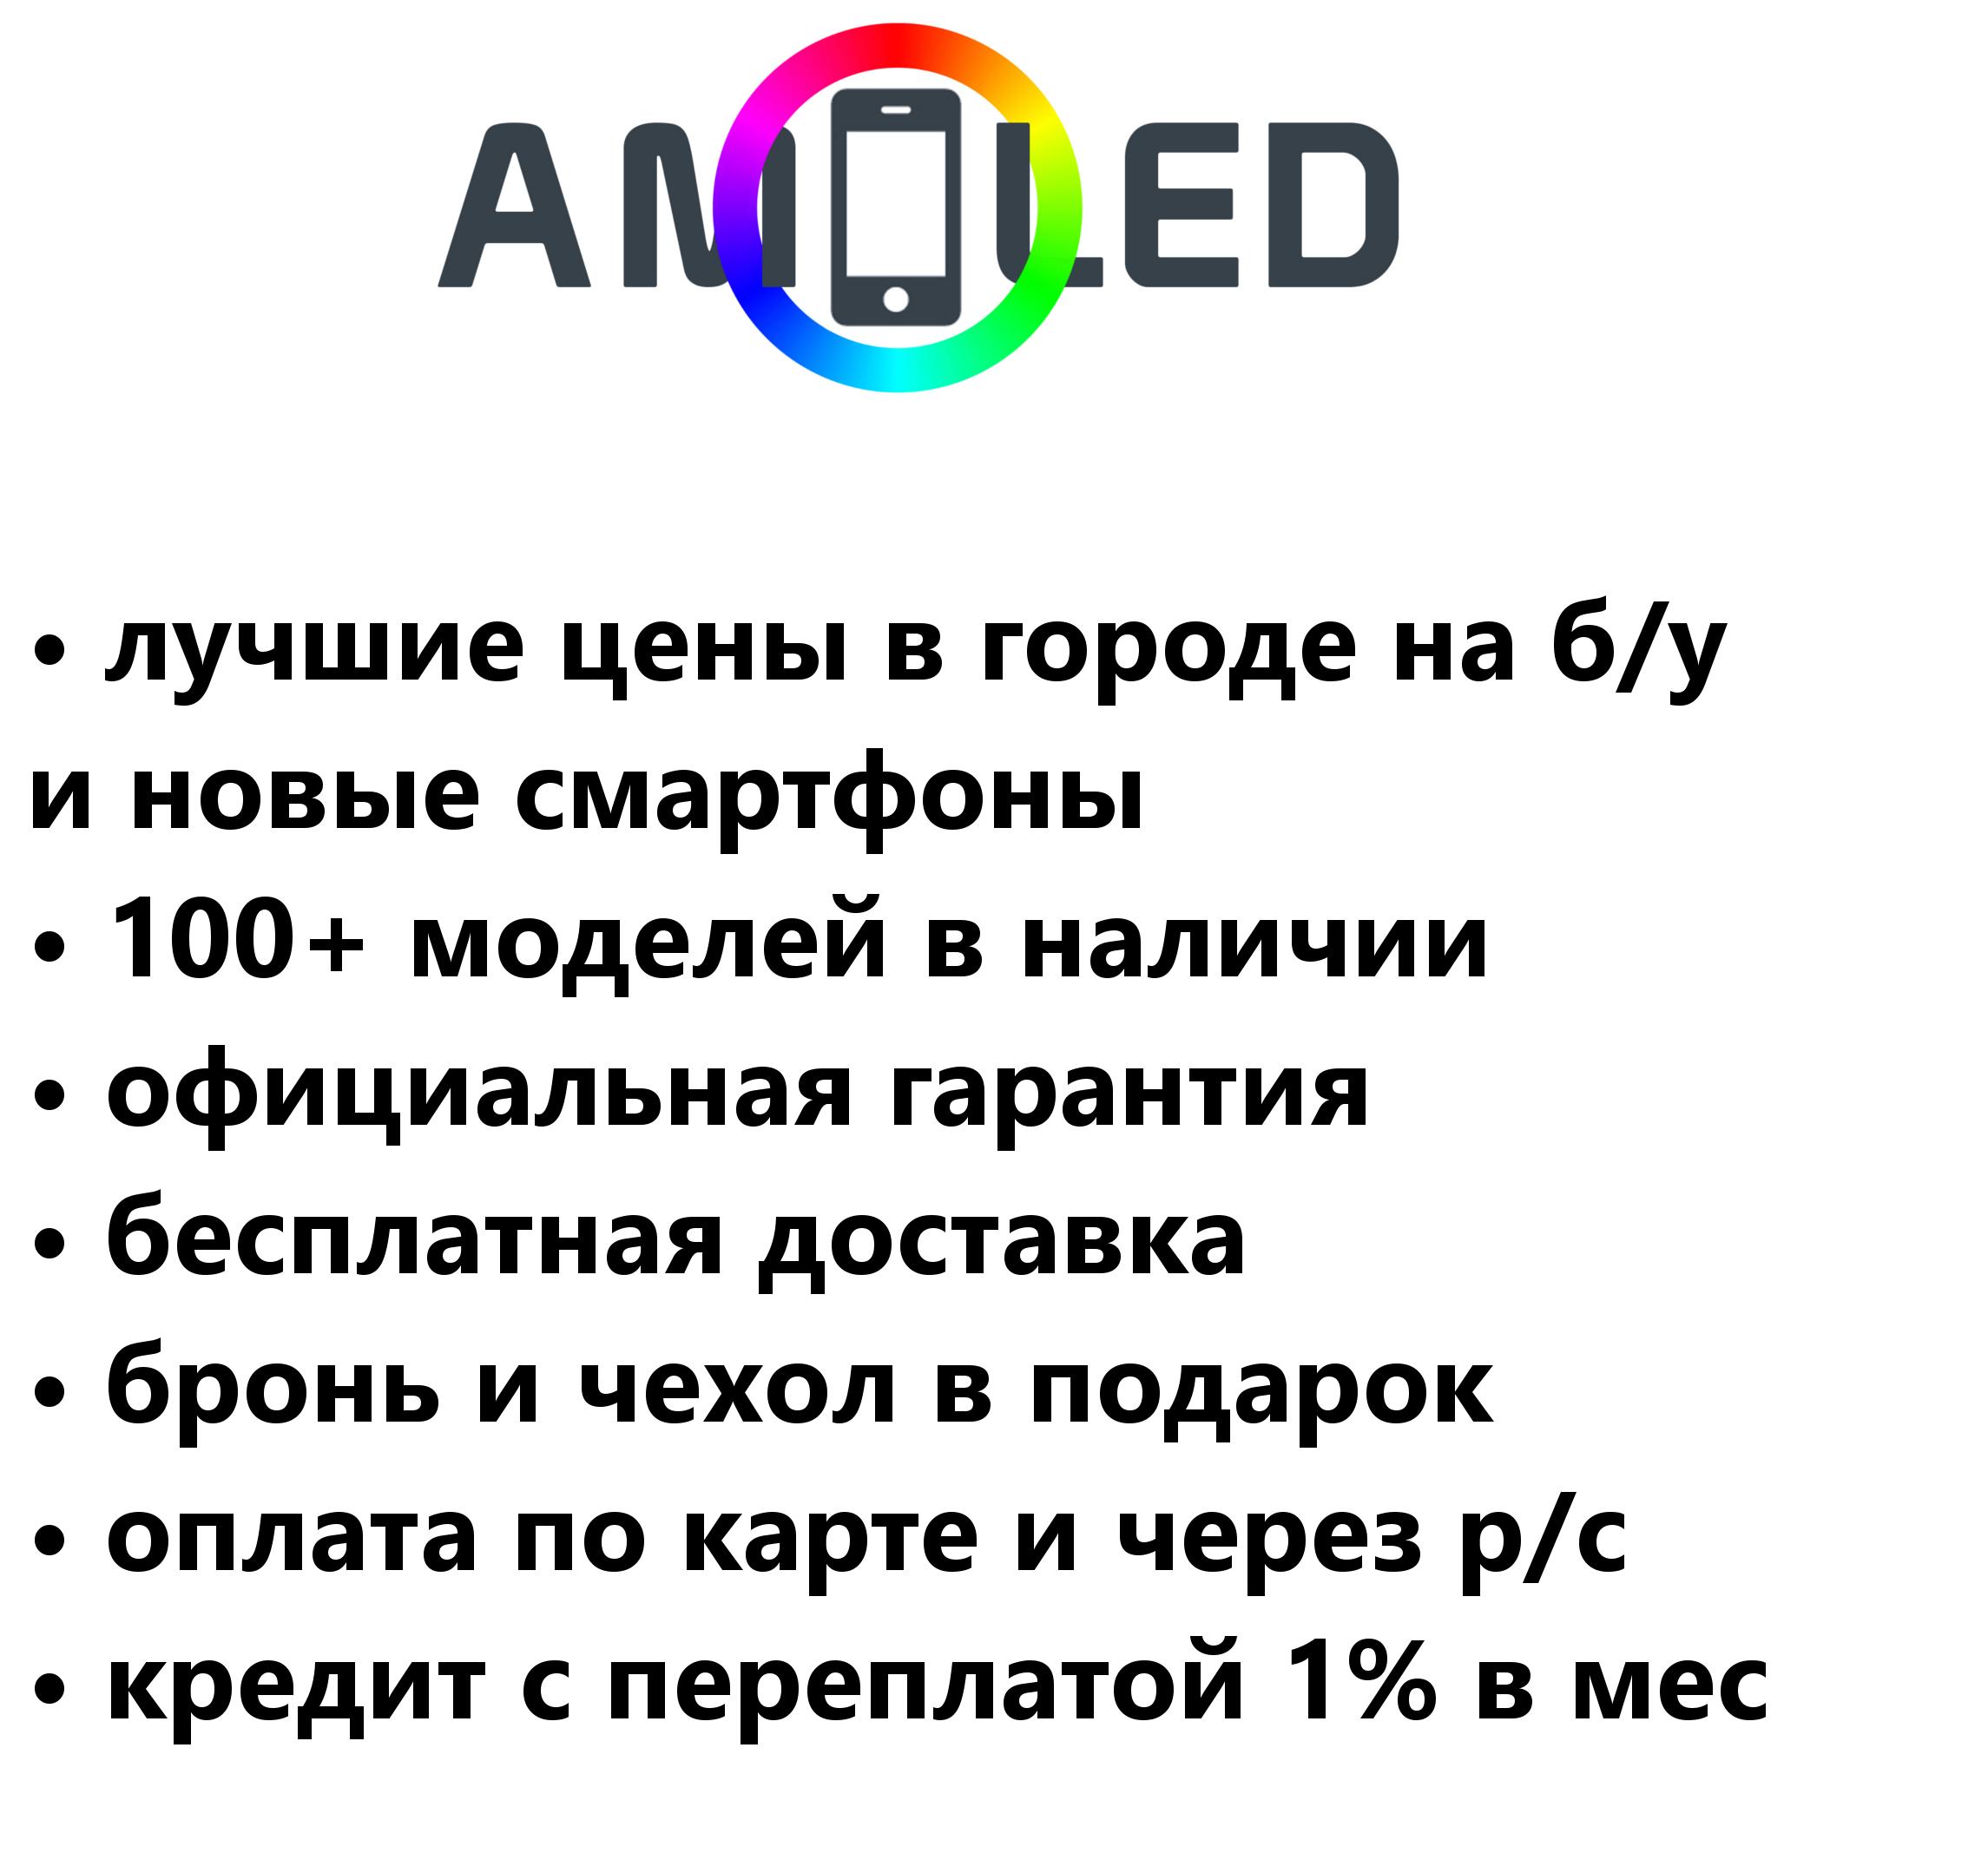 AMOLED
• лучшие цены в городе на б/у
и новые смартфоны
• 100+ моделей в наличии
• официальная гарантия
• бесплатная доставка
• бронь и чехол в подарок
• оплата по карте и через р/с
• кредит с переплатой 1% в мес